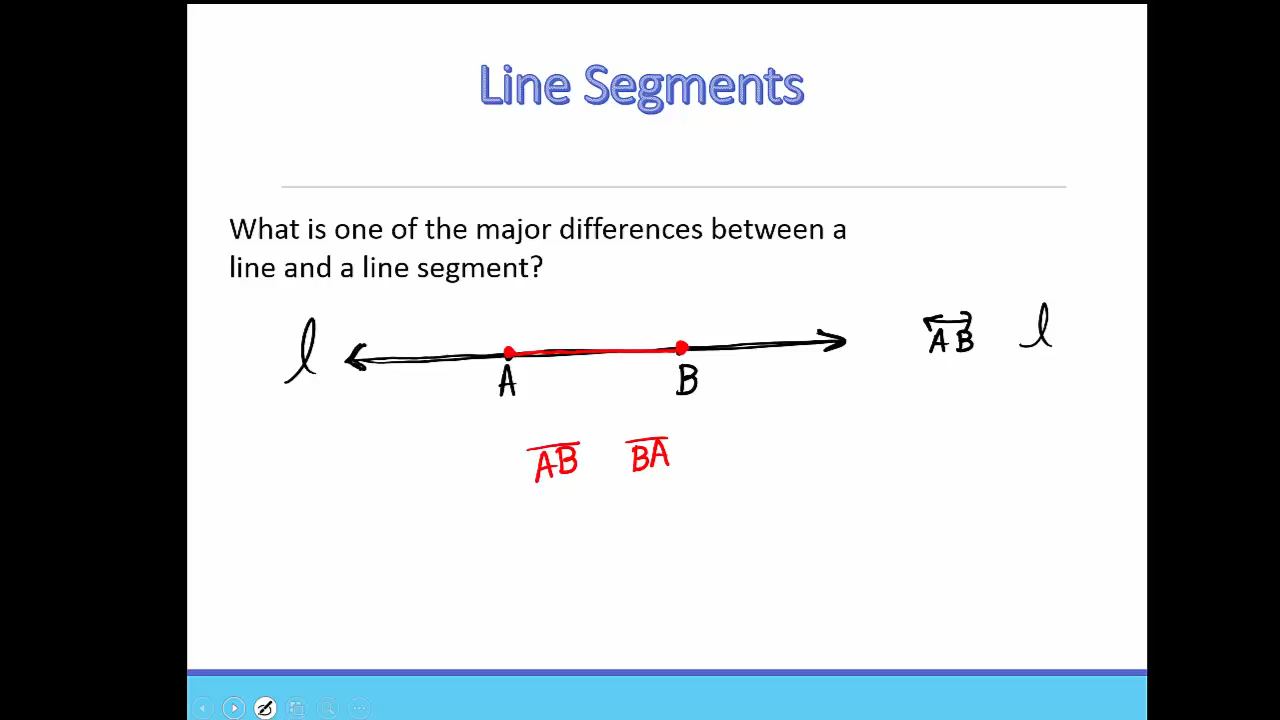 Line Segments
What is one of the major differences between a
line and a line segment?
l A B
AB l
AB BA